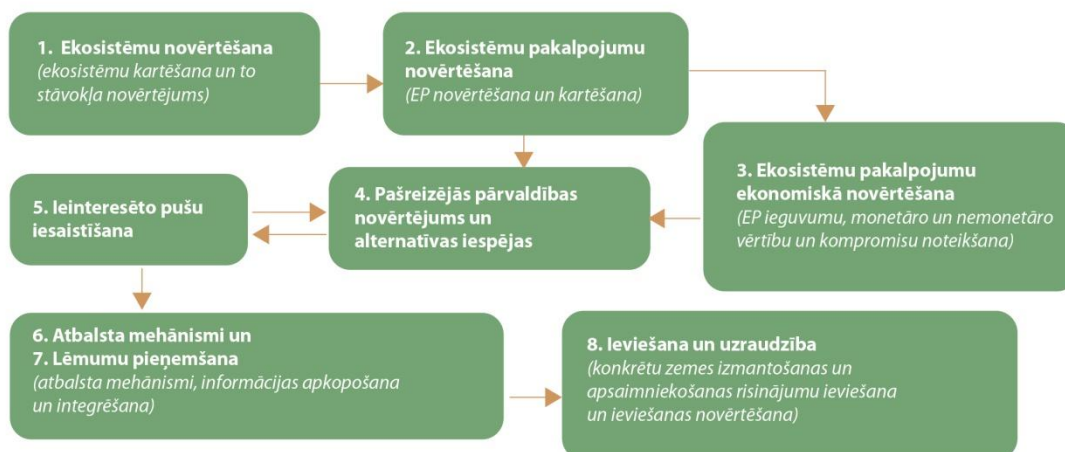 1. Ekosistēmu novērtēšana
(ekosistēmu kartēšana un to
stāvokļa novērtējums)
2. Ekosistēmu pakalpojumu
novērtēšana
(EP novērtēšana un kartēšana)
3. Ekosistēmu pakalpojumu
ekonomiskā novērtēšana
(EP ieguvumu, monetāro un nemonetāro
vērtību un kompromisu noteikšana)
4. Pašreizējās pārvaldības
novērtējums un
alternatīvas iespējas
5. Ieinteresēto pušu
iesaistīšana
6. Atbalsta mehānismi un
7. Lēmumu pieņemšana
(atbalsta mehānismi, informācijas apkopošana
un integrēšana)
8. Ieviešana un uzraudzība
(konkrētu zemes izmantošanas un
apsaimniekošanas risinājumu ieviešana
un ieviešanas novērtēšana)